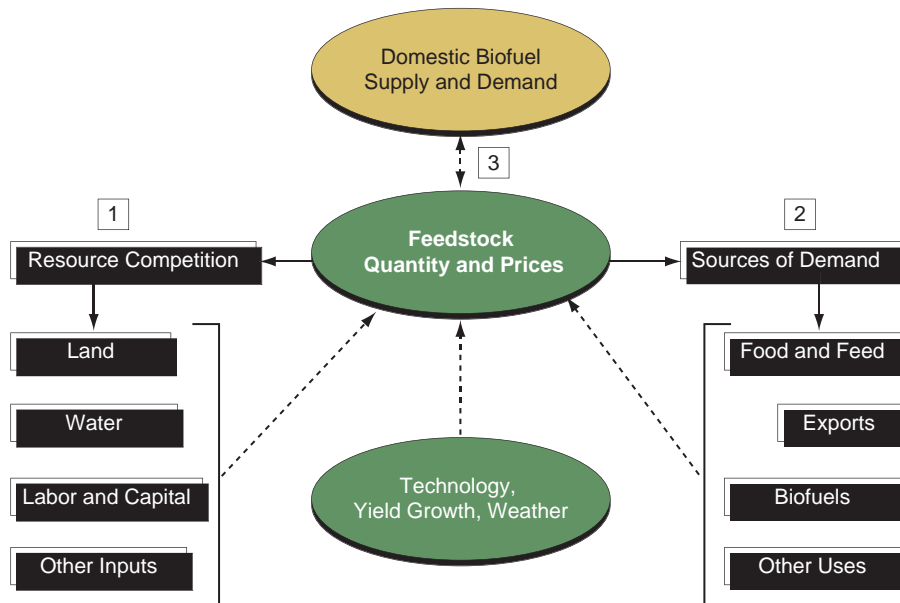 Domestic Biofuel
Supply and Demand
3
1
2
Feedstock
Quantity and Prices
Resource Competition
Sources of Demand
Land
Food and Feed
Water
Exports
Labor and Capital
Technology,
Yield Growth, Weather
Biofuels
Other Inputs
Other Uses